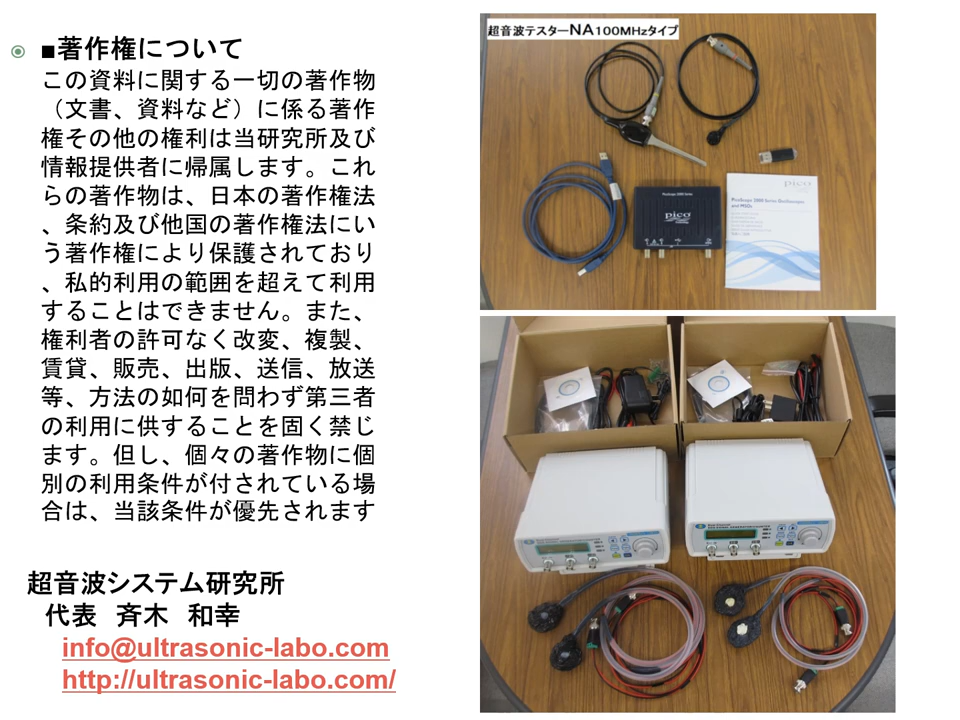 ■著作権について
この資料に関する一切の著作物
（文書、資料など）に係る著作
権その他の権利は当研究所及び
情報提供者に帰属します。これ
らの著作物は、日本の著作権法
、条約及び他国の著作権法にい
う著作権により保護されており
、私的利用の範囲を超えて利用
することはできません。また、
権利者の許可なく改変、複製、
賃貸、販売、出版、送信、放送
等、方法の如何を問わず第三者
の利用に供することを固く禁じ
ます。但し、個々の著作物に個
別の利用条件が付されている場
合は、当該条件が優先されます
超音波システム研究所
代表　斉木　和幸
info@ultrasonic-labo.com
http://ultrasonic-labo.com/
超音波テスターNA100MHzタイプ
PicoScope 2000 Series
pico
pico
PicoScope 2000 Series Oscilloscopes
and MSOs